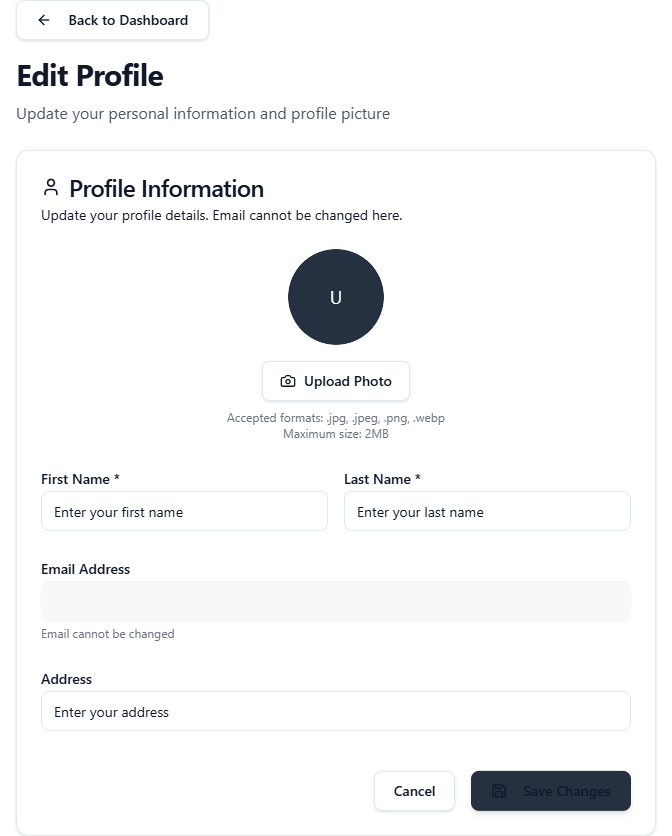 Back to Dashboard
Edit Profile
Update your personal information and profile picture
Profile Information
Update your profile details. Email cannot be changed here.
U
Upload Photo
Accepted formats: .jpg, .jpeg, .png, .webp
Maximum size: 2MB
First Name * Last Name *
Enter your first name Enter your last name
Email Address
Email cannot be changed
Address
Enter your address
Cancel Save Changes